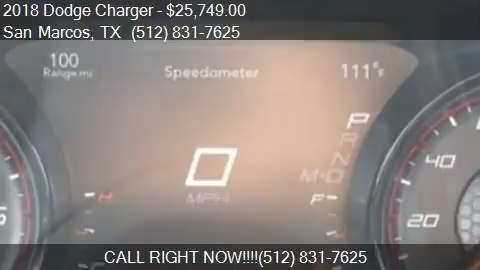 2018 Dodge Charger - $25,749.00
San Marcos, TX (512) 831-7625
100
Range mi
Speedometer
111°F
P
R
N
M+D
0
MPH
H
F
40
20
CALL RIGHT NOW!!!!(512) 831-7625